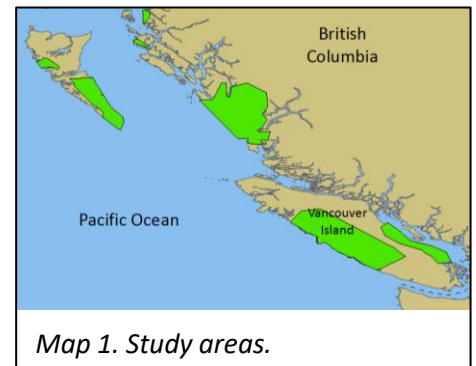 British
Columbia
Pacific Ocean
Vancouver
Island
Map 1. Study areas.